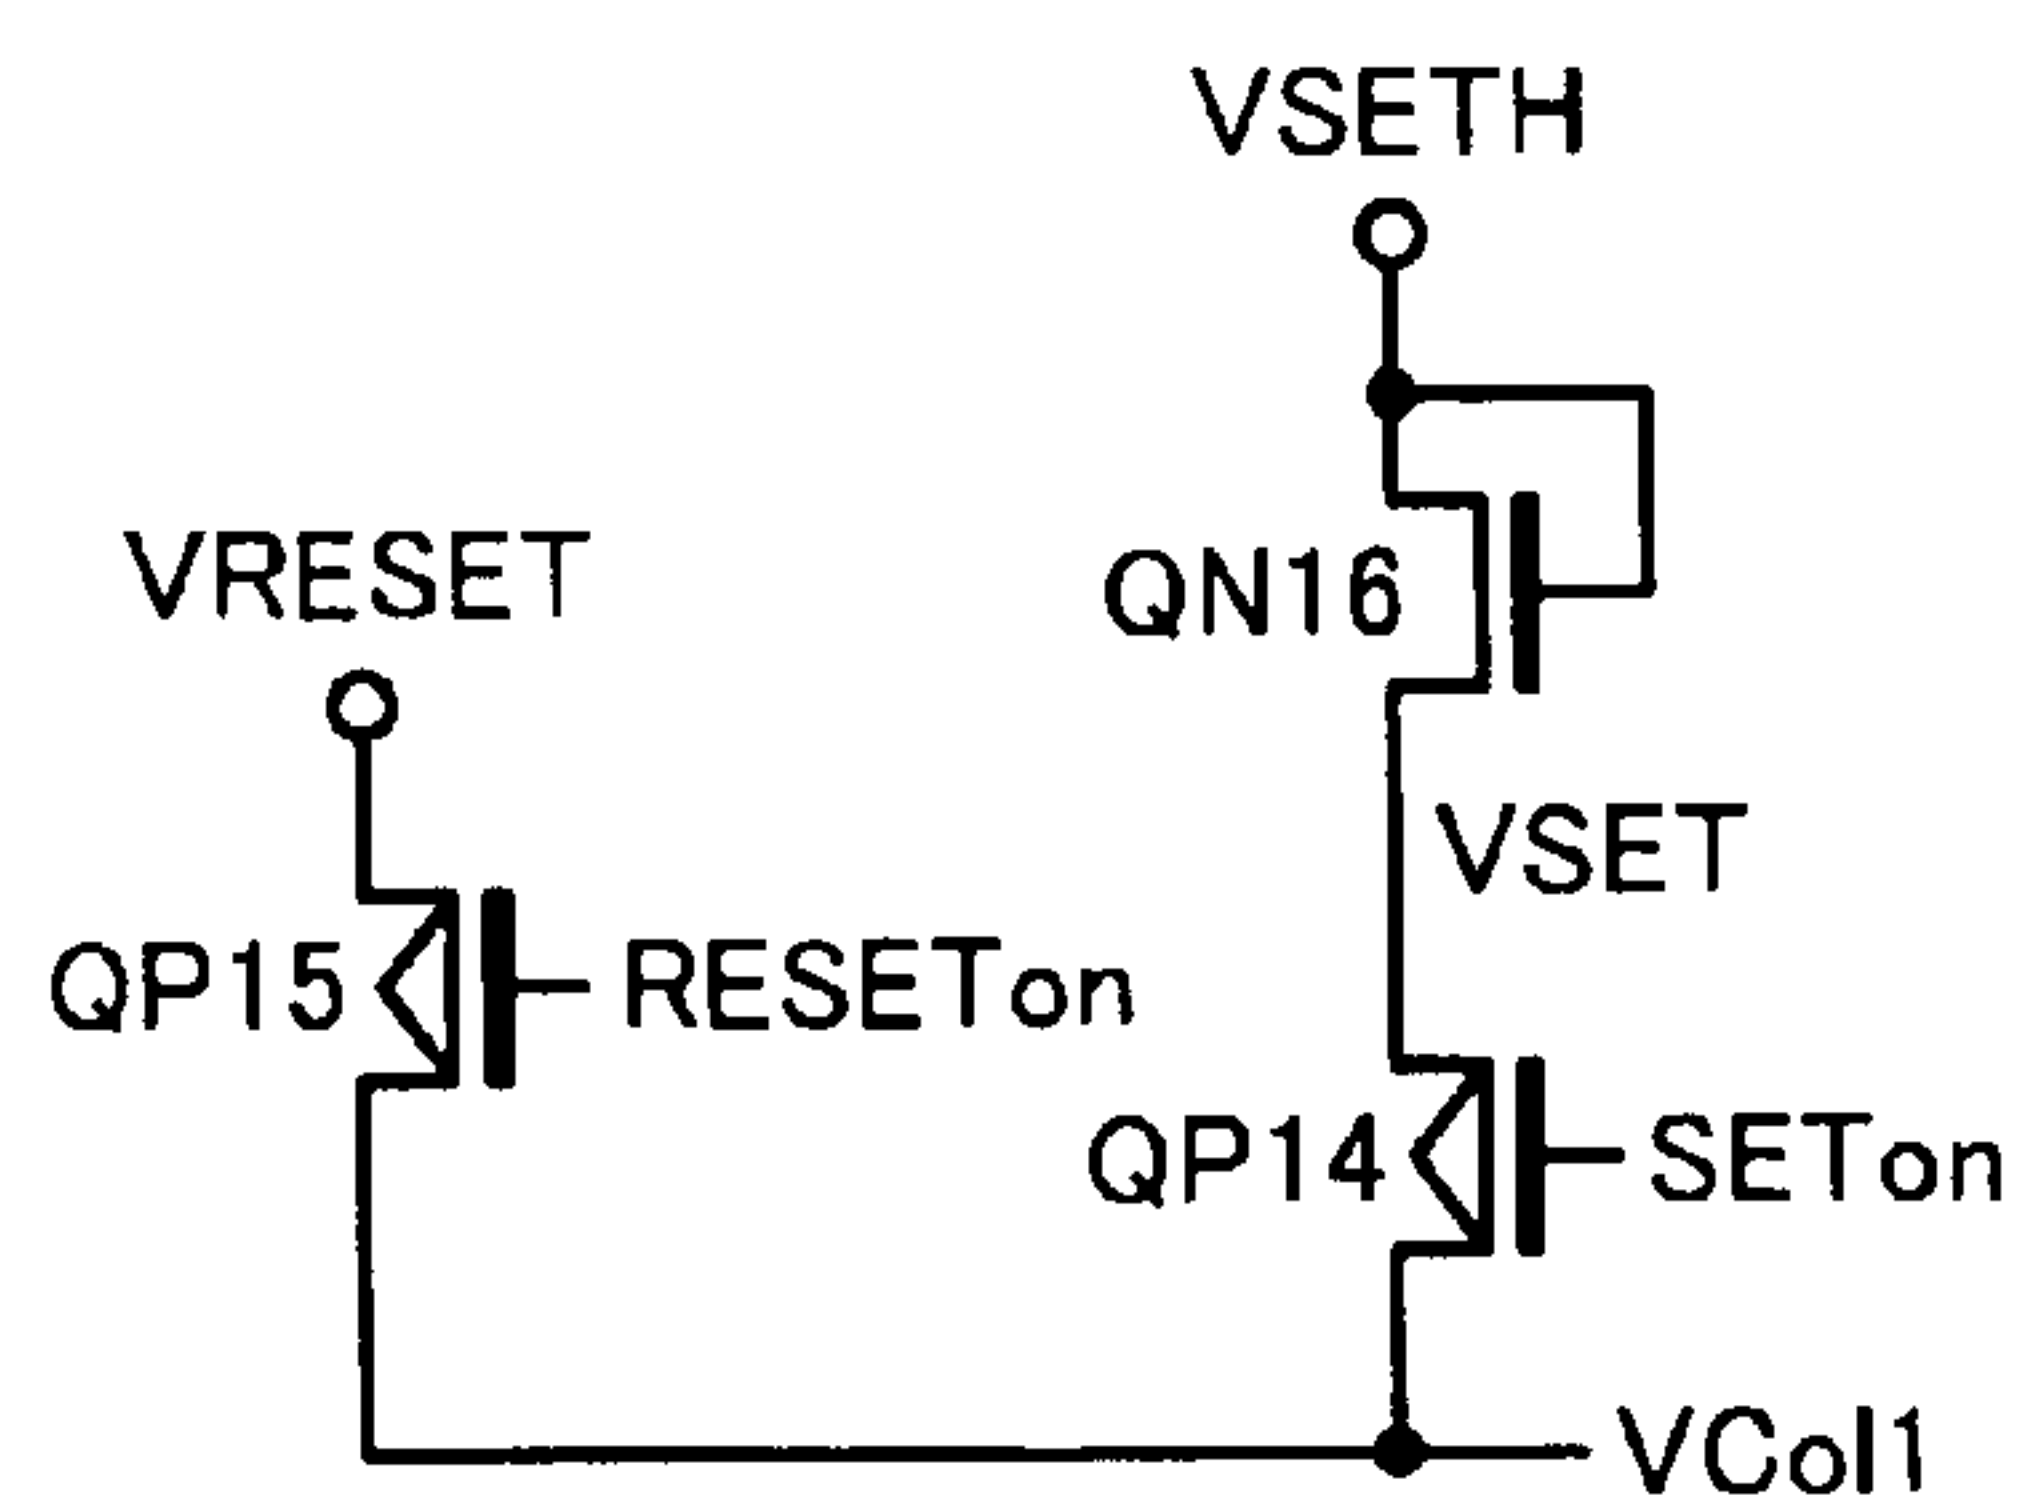 VSETH
VRESET
QN16
VSET
QP15
RESETon
QP14
SETon
VCol1